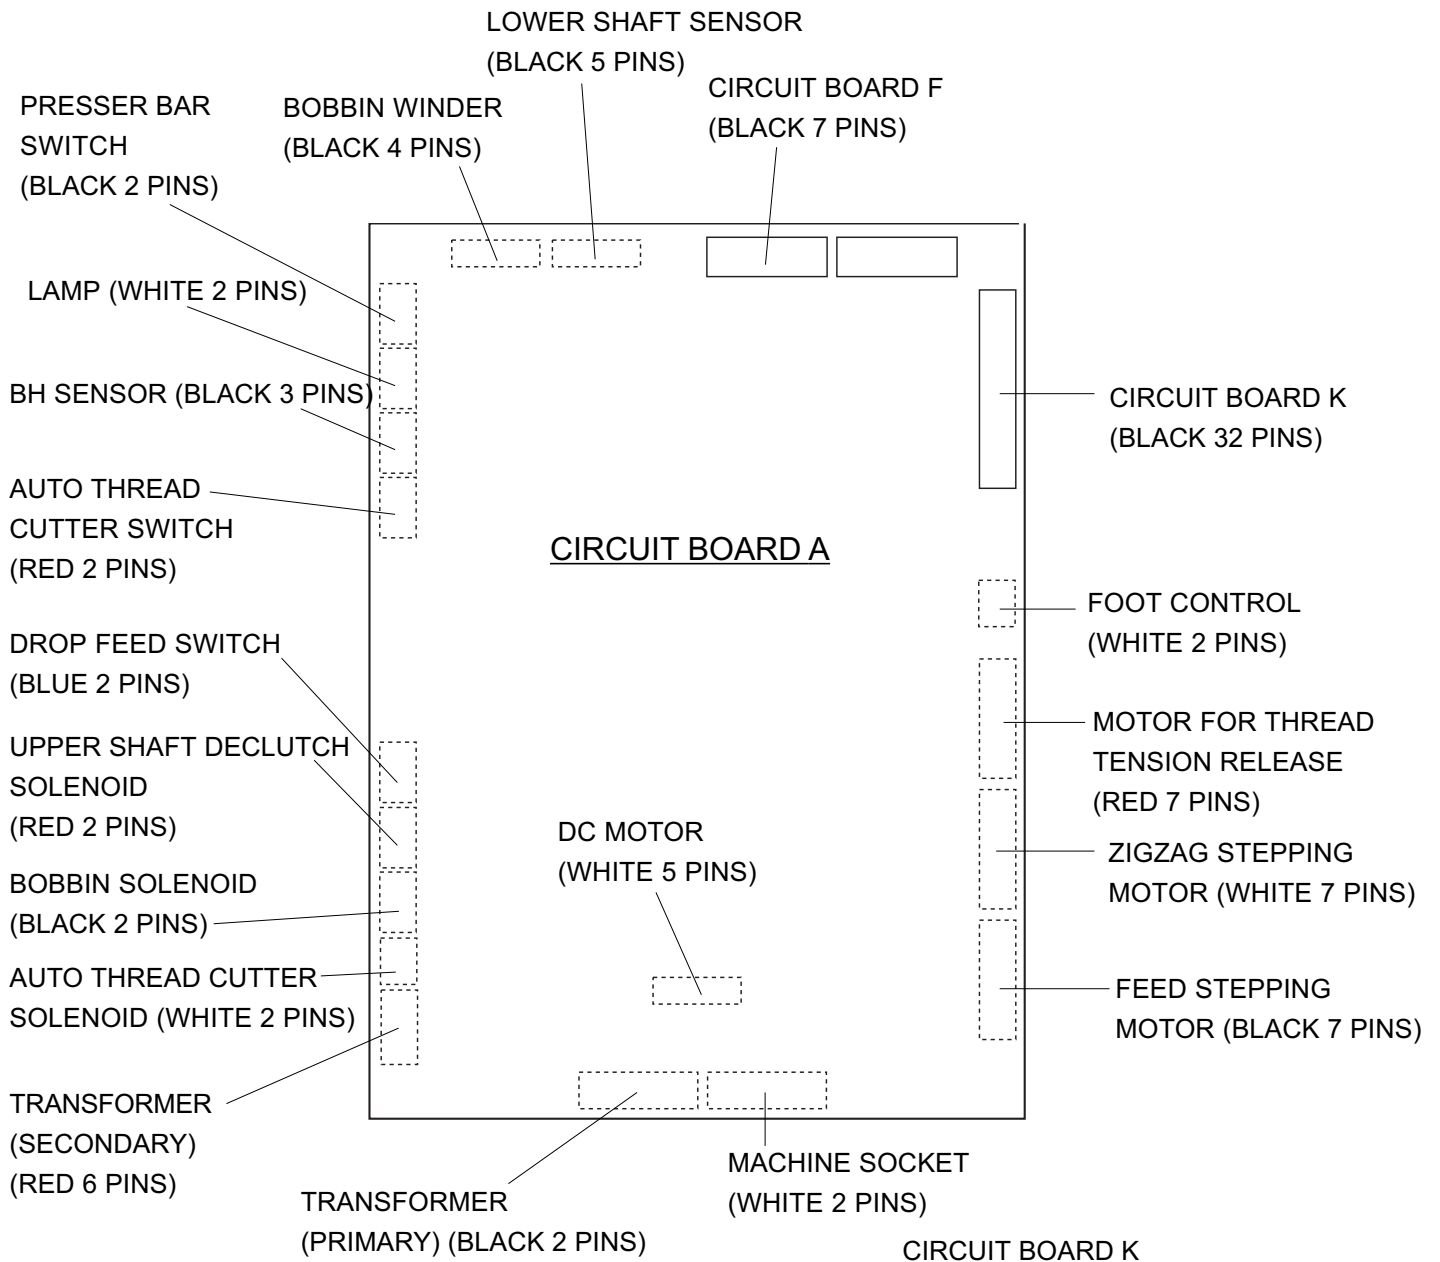 LOWER SHAFT SENSOR
(BLACK 5 PINS)
CIRCUIT BOARD F
(BLACK 7 PINS)
PRESSER BAR
SWITCH
(BLACK 2 PINS)
BOBBIN WINDER
(BLACK 4 PINS)
LAMP (WHITE 2 PINS)
BH SENSOR (BLACK 3 PINS)
CIRCUIT BOARD K
(BLACK 32 PINS)
AUTO THREAD
CUTTER SWITCH
(RED 2 PINS)
CIRCUIT BOARD A
FOOT CONTROL
(WHITE 2 PINS)
DROP FEED SWITCH
(BLUE 2 PINS)
MOTOR FOR THREAD
TENSION RELEASE
(RED 7 PINS)
UPPER SHAFT DECLUTCH
SOLENOID
(RED 2 PINS)
DC MOTOR
(WHITE 5 PINS)
ZIGZAG STEPPING
MOTOR (WHITE 7 PINS)
BOBBIN SOLENOID
(BLACK 2 PINS)
AUTO THREAD CUTTER
SOLENOID (WHITE 2 PINS)
FEED STEPPING
MOTOR (BLACK 7 PINS)
TRANSFORMER
(SECONDARY)
(RED 6 PINS)
MACHINE SOCKET
(WHITE 2 PINS)
TRANSFORMER
(PRIMARY) (BLACK 2 PINS)
CIRCUIT BOARD K